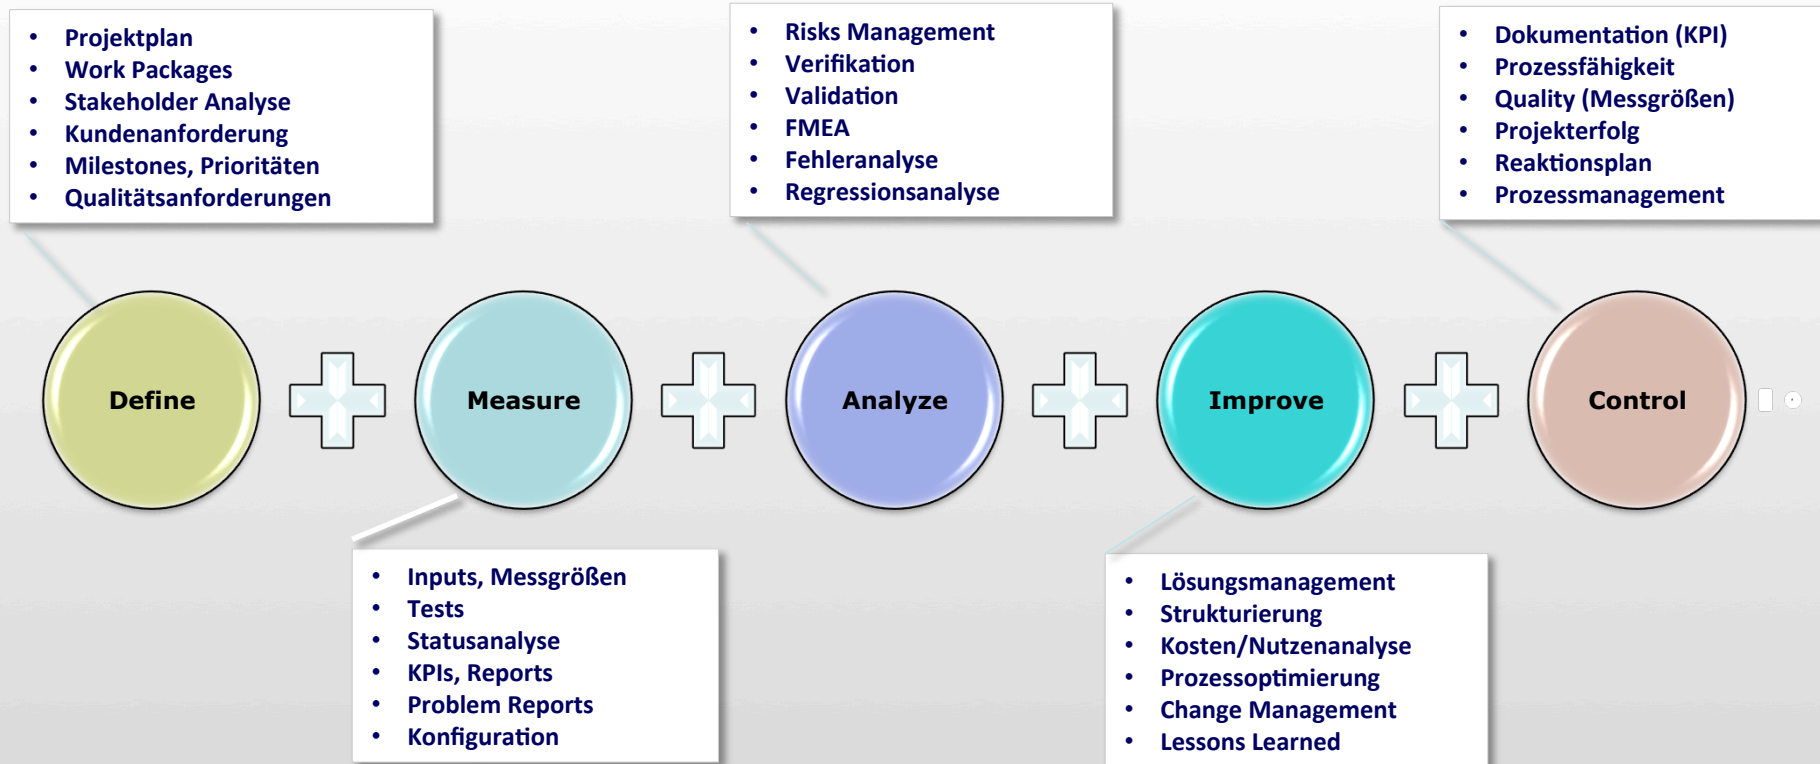 • Projektplan
• Work Packages
• Stakeholder Analyse
• Kundenanforderung
• Milestones, Prioritäten
• Qualitätsanforderungen
• Risks Management
• Verifikation
• Validation
• FMEA
• Fehleranalyse
• Regressionsanalyse
• Dokumentation (KPI)
• Prozessfähigkeit
• Quality (Messgrößen)
• Projekterfolg
• Reaktionsplan
• Prozessmanagement
Define
Measure
Analyze
Improve
Control
• Inputs, Messgrößen
• Tests
• Statusanalyse
• KPIs, Reports
• Problem Reports
• Konfiguration
• Lösungsmanagement
• Strukturierung
• Kosten/Nutzenanalyse
• Prozessoptimierung
• Change Management
• Lessons Learned